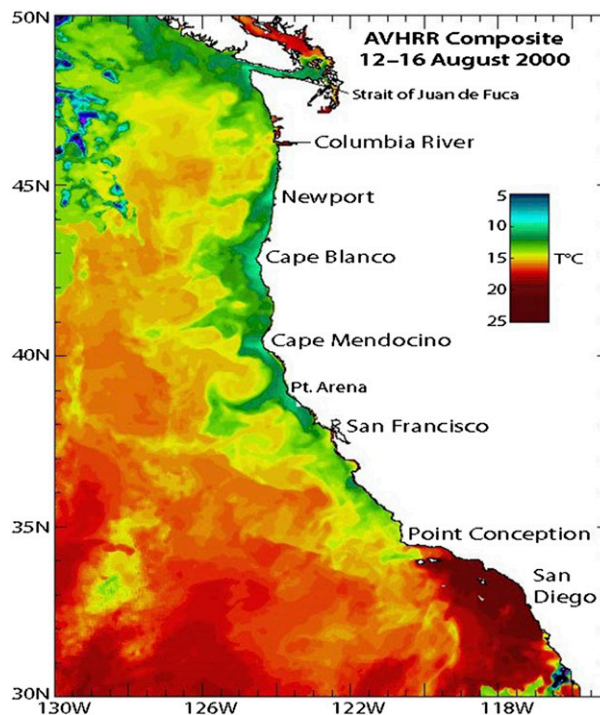 50N
AVHRR Composite
12–16 August 2000
Strait of Juan de Fuca
Columbia River
45N
Newport
5
10
15
20
25
T°C
Cape Blanco
Cape Mendocino
40N
Pt. Arena
San Francisco
35N
Point Conception
San
Diego
30N
130W
126W
122W
118W